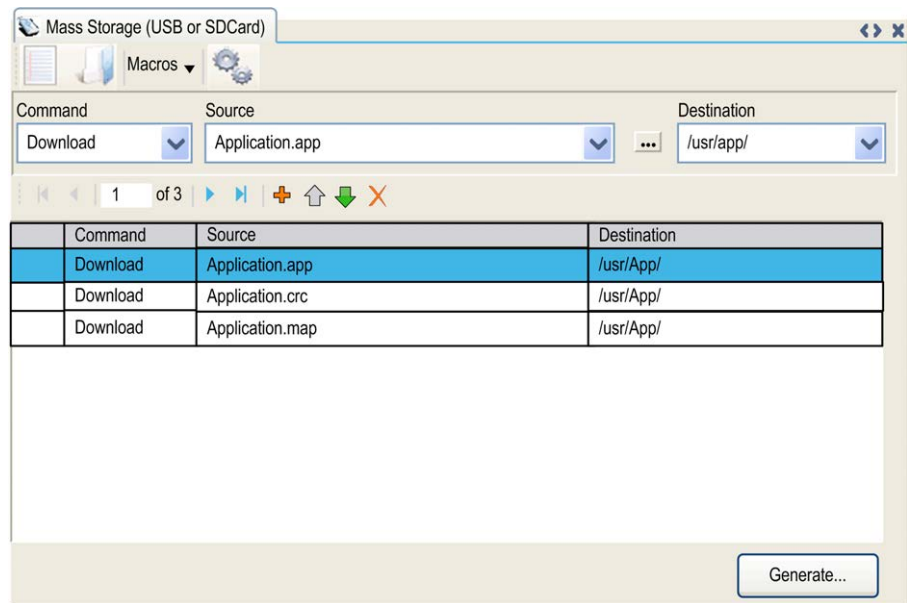 Mass Storage (USB or SDCard)
Macros
Command Source Destination
Download Application.app ... /usr/app/
1 of 3
Command Source Destination
Download Application.app /usr/App/
Download Application.crc /usr/App/
Download Application.map /usr/App/
Generate...